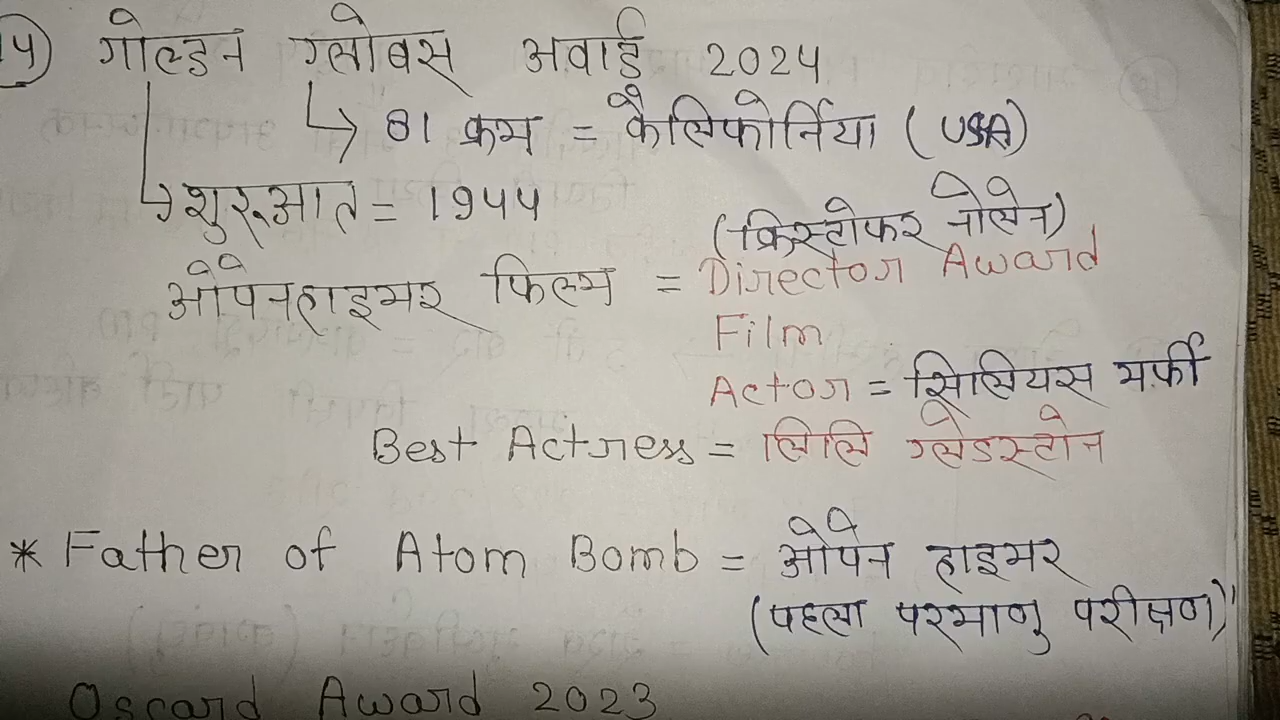 14) गोल्डन ग्लोबस अवार्ड 2024
↳ 81 क्रम = कैलिफोर्निया (USA)
↳ शुरूआत = 1944
(क्रिस्टोफर नोलेन)
ओपेनहाइमर फिल्म = Director Award
Film
Actor = सिलियस मर्फी
Best Actress = लिलि ग्लेडस्टोन
* Father of Atom Bomb = ओपेन हाइमर
(पहला परमाणु परीक्षण)"
Oscard Award 2023